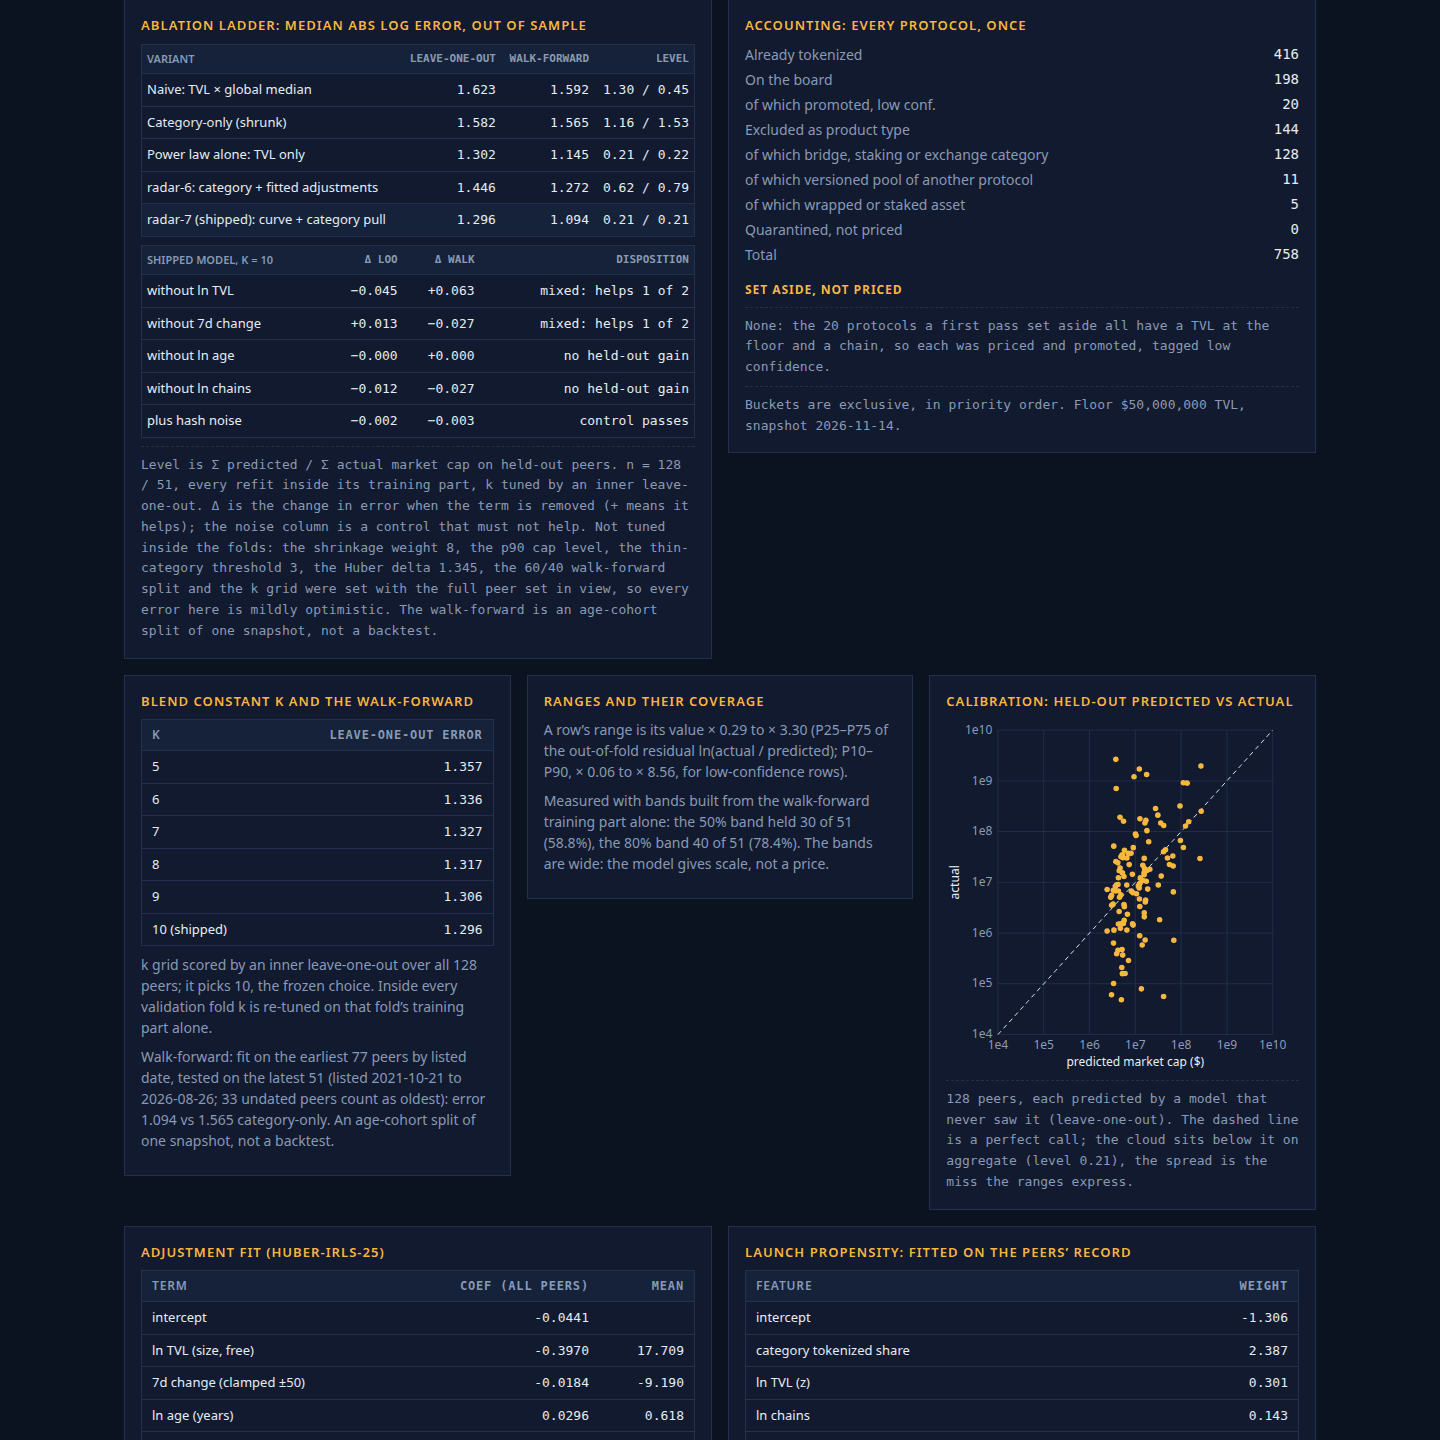 ABLATION LADDER: MEDIAN ABS LOG ERROR, OUT OF SAMPLE
VARIANT LEAVE-ONE-OUT WALK-FORWARD LEVEL
Naive: TVL × global median 1.623 1.592 1.30 / 0.45
Category-only (shrunk) 1.582 1.565 1.16 / 1.53
Power law alone: TVL only 1.302 1.145 0.21 / 0.22
radar-6: category + fitted adjustments 1.446 1.272 0.62 / 0.79
radar-7 (shipped): curve + category pull 1.296 1.094 0.21 / 0.21
SHIPPED MODEL, K = 10 Δ LOO Δ WALK DISPOSITION
without ln TVL −0.045 +0.063 mixed: helps 1 of 2
without 7d change +0.013 −0.027 mixed: helps 1 of 2
without ln age −0.000 +0.000 no held-out gain
without ln chains −0.012 −0.027 no held-out gain
plus hash noise −0.002 −0.003 control passes
Level is Σ predicted / Σ actual market cap on held-out peers. n = 128
/ 51, every refit inside its training part, k tuned by an inner leave-
one-out. Δ is the change in error when the term is removed (+ means it
helps); the noise column is a control that must not help. Not tuned
inside the folds: the shrinkage weight 8, the p90 cap level, the thin-
category threshold 3, the Huber delta 1.345, the 60/40 walk-forward
split and the k grid were set with the full peer set in view, so every
error here is mildly optimistic. The walk-forward is an age-cohort
split of one snapshot, not a backtest.
ACCOUNTING: EVERY PROTOCOL, ONCE
Already tokenized 416
On the board 198
of which promoted, low conf. 20
Excluded as product type 144
of which bridge, staking or exchange category 128
of which versioned pool of another protocol 11
of which wrapped or staked asset 5
Quarantined, not priced 0
Total 758
SET ASIDE, NOT PRICED
None: the 20 protocols a first pass set aside all have a TVL at the
floor and a chain, so each was priced and promoted, tagged low
confidence.
Buckets are exclusive, in priority order. Floor $50,000,000 TVL,
snapshot 2026-11-14.
BLEND CONSTANT K AND THE WALK-FORWARD
K LEAVE-ONE-OUT ERROR
5 1.357
6 1.336
7 1.327
8 1.317
9 1.306
10 (shipped) 1.296
k grid scored by an inner leave-one-out over all 128
peers; it picks 10, the frozen choice. Inside every
validation fold k is re-tuned on that fold's training
part alone.
Walk-forward: fit on the earliest 77 peers by listed
date, tested on the latest 51 (listed 2021-10-21 to
2026-08-26; 33 undated peers count as oldest): error
1.094 vs 1.565 category-only. An age-cohort split of
one snapshot, not a backtest.
RANGES AND THEIR COVERAGE
A row's range is its value × 0.29 to × 3.30 (P25–P75 of
the out-of-fold residual ln(actual / predicted); P10–
P90, × 0.06 to × 8.56, for low-confidence rows).
Measured with bands built from the walk-forward
training part alone: the 50% band held 30 of 51
(58.8%), the 80% band 40 of 51 (78.4%). The bands
are wide: the model gives scale, not a price.
CALIBRATION: HELD-OUT PREDICTED VS ACTUAL
1e10
1e9
1e8
1e7
1e6
1e5
1e4
actual
1e4 1e5 1e6 1e7 1e8 1e9 1e10
predicted market cap ($)
128 peers, each predicted by a model that
never saw it (leave-one-out). The dashed line
is a perfect call; the cloud sits below it on
aggregate (level 0.21), the spread is the
miss the ranges express.
ADJUSTMENT FIT (HUBER-IRLS-25)
TERM COEF (ALL PEERS) MEAN
intercept -0.0441
ln TVL (size, free) -0.3970 17.709
7d change (clamped ±50) -0.0184 -9.190
ln age (years) 0.0296 0.618
LAUNCH PROPENSITY: FITTED ON THE PEERS’ RECORD
FEATURE WEIGHT
intercept -1.306
category tokenized share 2.387
ln TVL (z) 0.301
ln chains 0.143